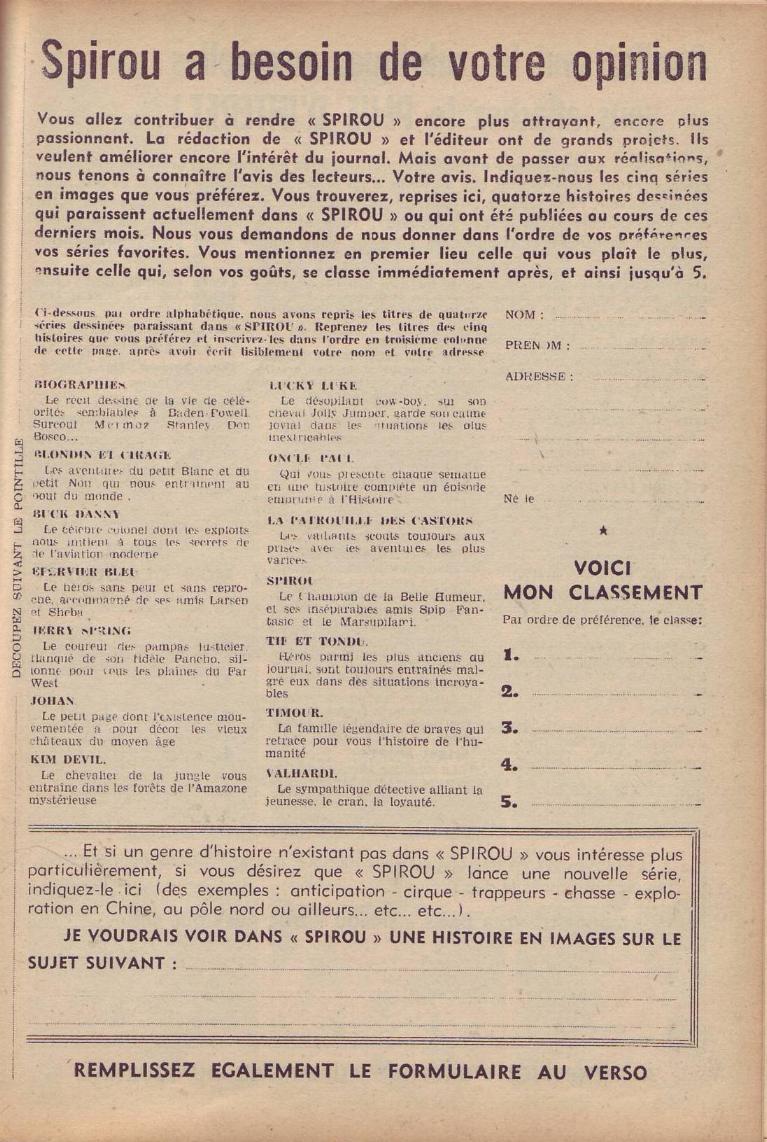 Spirou a besoin de votre opinion
Vous allez contribuer à rendre « SPIROU » encore plus attrayant, encore plus
passionnant. La rédaction de « SPIROU » et l'éditeur ont de grands projets. Ils
veulent améliorer encore l'intérêt du journal. Mais avant de passer aux réalisations,
nous tenons à connaître l'avis des lecteurs... Votre avis. Indiquez-nous les cinq séries
en images que vous préférez. Vous trouverez, reprises ici, quatorze histoires dessinées
qui paraissent actuellement dans « SPIROU » ou qui ont été publiées au cours de ces
derniers mois. Nous vous demandons de nous donner dans l'ordre de vos préférences
vos séries favorites. Vous mentionnez en premier lieu celle qui vous plaît le plus,
ensuite celle qui, selon vos goûts, se classe immédiatement après, et ainsi jusqu'à 5.
Ci-dessous par ordre alphabétique, nous avons repris les titres de quatorze
séries dessinées paraissant dans « SPIROU ». Reprenez les titres des cinq
histoires que vous préférez et inscrivez-les dans l'ordre en troisième colonne
de cette page, après avoir écrit lisiblement votre nom et votre adresse
DECOUPEZ SUIVANT LE POINTILLE
BIOGRAPHIES
Le récit dessiné de la vie de célé-
brités semblables à Baden-Powell
Surcouf Mermoz Stanley Don
Bosco...
BLONDIN ET CIRAGE
Les aventures du petit Blanc et du
petit Noir qui nous entraînent au
bout du monde.
BUCK DANNY
Le célèbre colonel dont les exploits
nous initient à tous les secrets de
de l'aviation moderne
EPERVIER BLEU
Le héros sans peur et sans repro-
che, accompagné de ses amis Larsen
et Sheba
JERRY SPRING
Le coureur des pampas justicier,
flanqué de son fidèle Pancho, sil-
lonne pour vous les plaines du Far
West
JOHAN
Le petit page dont l'existence mou-
vementée a pour décor les vieux
châteaux du moyen âge
KIM DEVIL.
Le chevalier de la jungle vous
entraîne dans les forêts de l'Amazone
mystérieuse
LUCKY LUKE
Le désopilant cow-boy, sur son
cheval Jolly Jumper, garde son calme
jovial dans les situations les plus
inextricables
ONCLE PAUL
Qui vous présente chaque semaine
en une histoire complète un épisode
emprunté à l'Histoire
LA PATROUILLE DES CASTORS
Les vaillants scouts toujours aux
prises avec les aventures les plus
variées
SPIROU
Le Champion de la Belle Humeur,
et ses inséparables amis Spip Fan-
tasio et le Marsupilami.
TIF ET TONDU.
Héros parmi les plus anciens du
journal, sont toujours entraînés mal-
gré eux dans des situations incroya-
bles
TIMOUR.
La famille légendaire de braves qui
retrace pour vous l'histoire de l'hu-
manité
VALHARDI.
Le sympathique détective alliant la
jeunesse, le cran, la loyauté.
NOM :
PRENOM :
ADRESSE :
Né le
VOICI
MON CLASSEMENT
Par ordre de préférence, je classe:
1.
2.
3.
4.
5.
... Et si un genre d'histoire n'existant pas dans « SPIROU » vous intéresse plus
particulièrement, si vous désirez que « SPIROU » lance une nouvelle série,
indiquez-le ici (des exemples : anticipation - cirque - trappeurs - chasse - explo-
ration en Chine, au pôle nord ou ailleurs... etc... etc...).
JE VOUDRAIS VOIR DANS « SPIROU » UNE HISTOIRE EN IMAGES SUR LE
SUJET SUIVANT :
REMPLISSEZ EGALEMENT LE FORMULAIRE AU VERSO